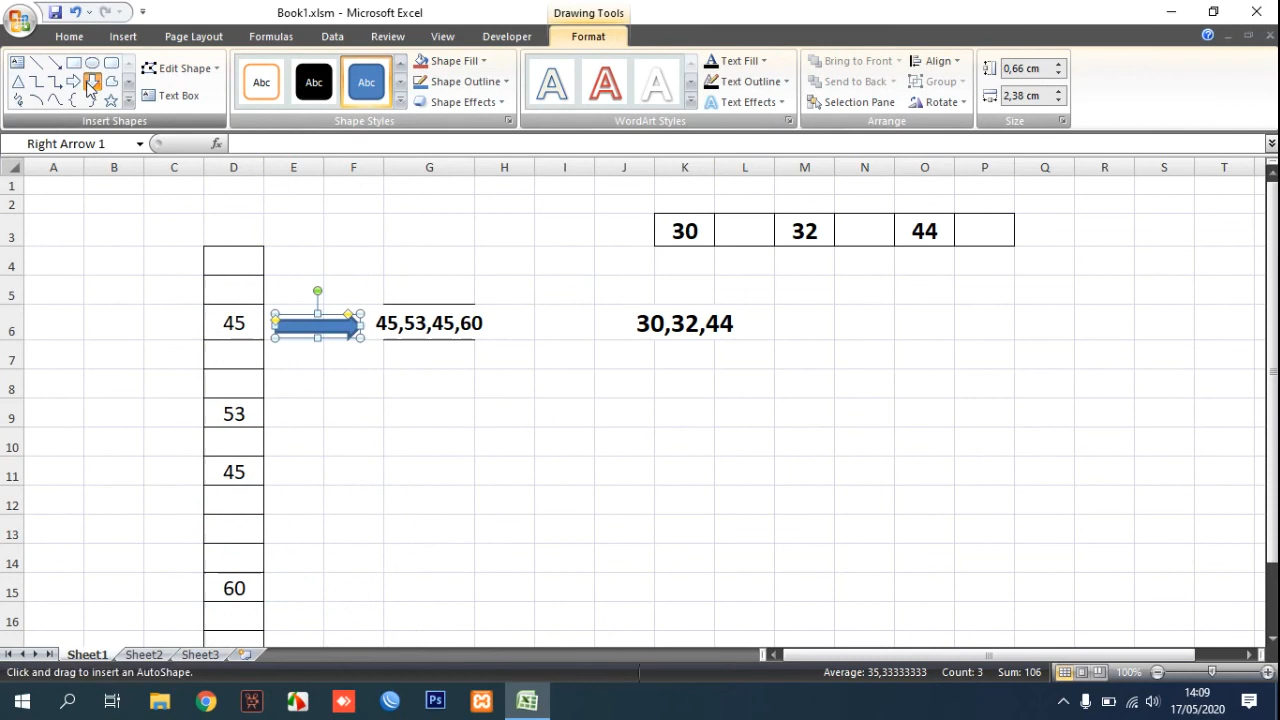 Book1.xlsm - Microsoft Excel
Drawing Tools
Home Insert Page Layout Formulas Data Review View Developer Format
Edit Shape
Text Box
Insert Shapes
Abc Abc Abc
Shape Fill
Shape Outline
Shape Effects
Shape Styles
A A A
Text Fill
Text Outline
Text Effects
WordArt Styles
Bring to Front
Send to Back
Selection Pane
Align
Group
Rotate
Arrange
0,66 cm
2,38 cm
Size
Right Arrow 1
fx
A B C D E F G H I J K L M N O P Q R S T
1
2
3 30 32 44
4
5
6 45 45,53,45,60 30,32,44
7
8
9 53
10
11 45
12
13
14
15 60
16
Sheet1 Sheet2 Sheet3
Click and drag to insert an AutoShape.
Average: 35,33333333 Count: 3 Sum: 106
100%
Ps
14:09
17/05/2020